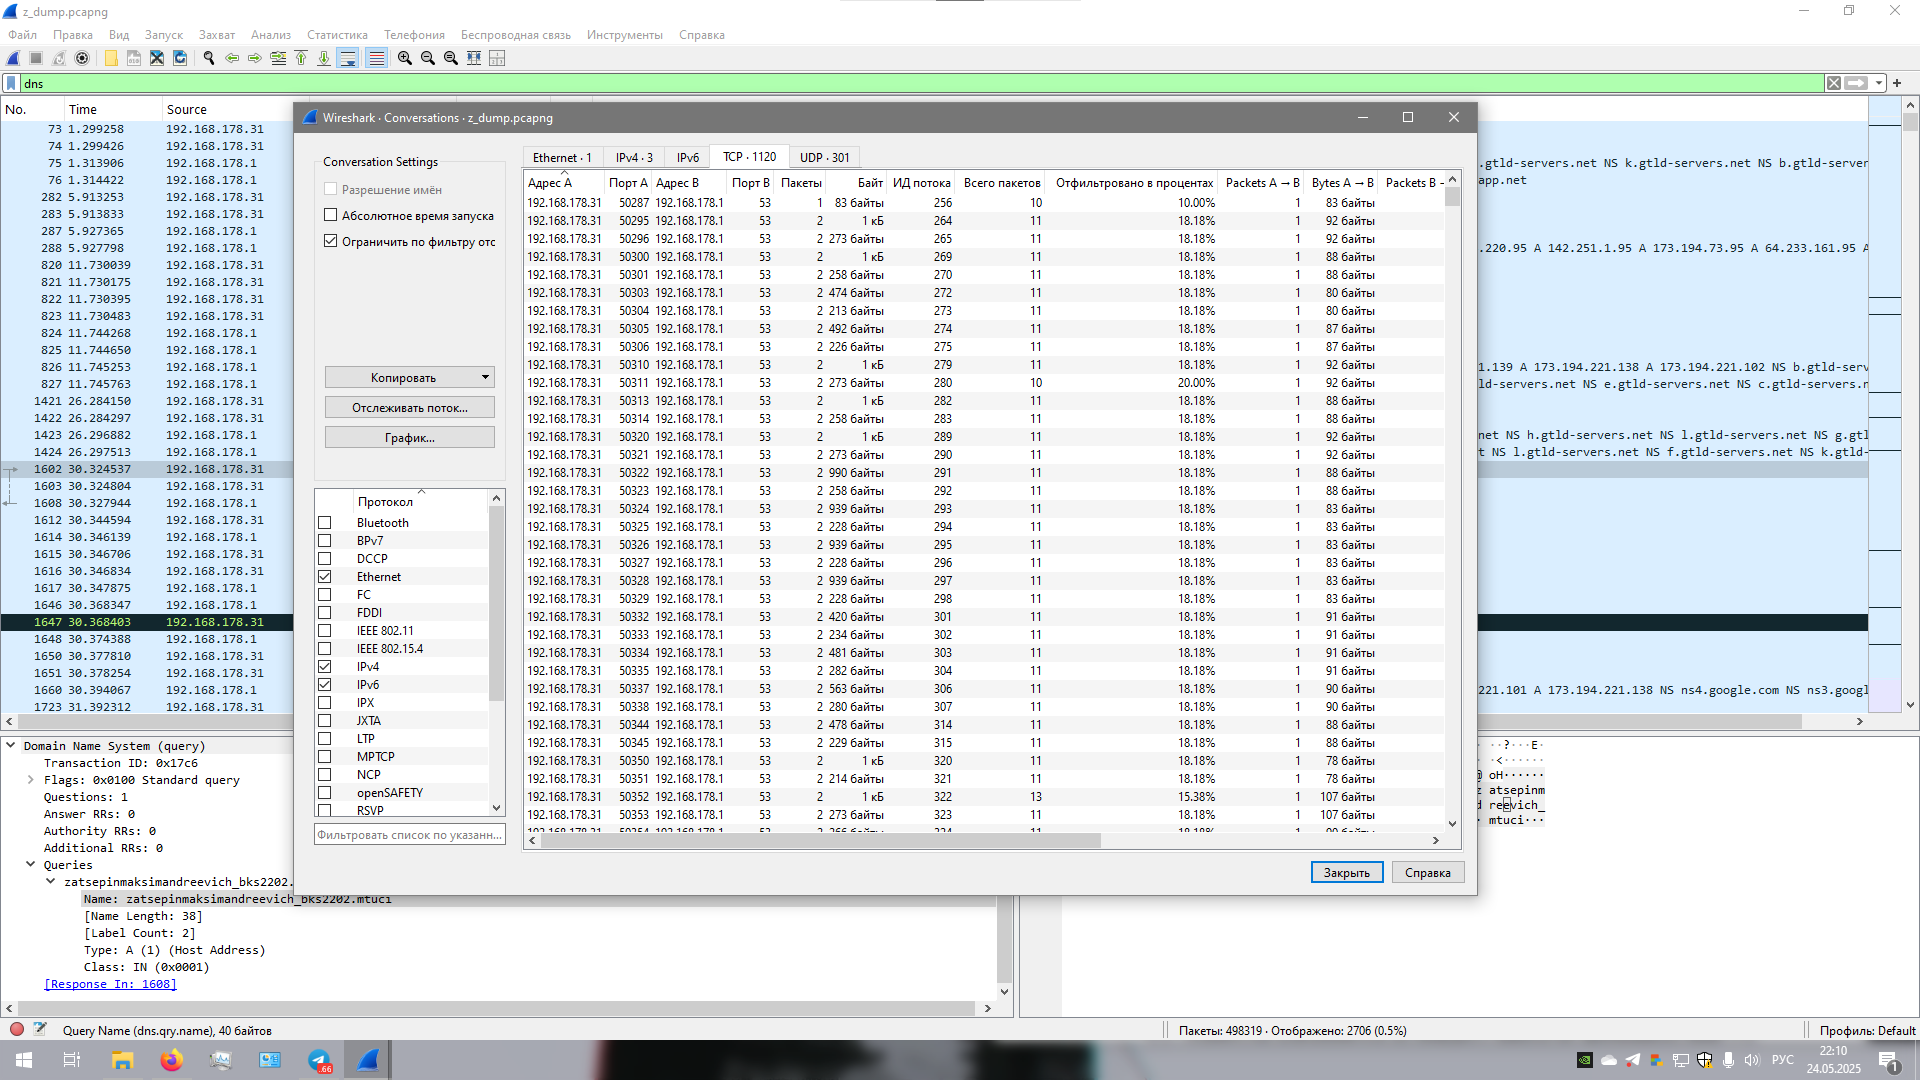 z_dump.pcapng
Файл Правка Вид Запуск Захват Анализ Статистика Телефония Беспроводная связь Инструменты Справка
dns
No. Time Source
73 1.299258 192.168.178.31
74 1.299426 192.168.178.31
75 1.313906 192.168.178.1 .gtld-servers.net NS k.gtld-servers.net NS b.gtld-server
76 1.314422 192.168.178.1 app.net
282 5.913253 192.168.178.31
283 5.913833 192.168.178.31
287 5.927365 192.168.178.1
288 5.927798 192.168.178.1 .220.95 A 142.251.1.95 A 173.194.73.95 A 64.233.161.95 A
820 11.730039 192.168.178.31
821 11.730175 192.168.178.31
822 11.730395 192.168.178.31
823 11.730483 192.168.178.31
824 11.744268 192.168.178.1
825 11.744650 192.168.178.1
826 11.745253 192.168.178.1 1.139 A 173.194.221.138 A 173.194.221.102 NS b.gtld-serv
827 11.745763 192.168.178.1 ld-servers.net NS e.gtld-servers.net NS c.gtld-servers.n
1421 26.284150 192.168.178.31
1422 26.284297 192.168.178.31
1423 26.296882 192.168.178.1 net NS h.gtld-servers.net NS l.gtld-servers.net NS g.gtl
1424 26.297513 192.168.178.1 t NS l.gtld-servers.net NS f.gtld-servers.net NS k.gtld-
1602 30.324537 192.168.178.31
1603 30.324804 192.168.178.31
1608 30.327944 192.168.178.1
1612 30.344594 192.168.178.31
1614 30.346139 192.168.178.1
1615 30.346706 192.168.178.31
1616 30.346834 192.168.178.31
1617 30.347875 192.168.178.1
1646 30.368347 192.168.178.1
1647 30.368403 192.168.178.31
1648 30.374388 192.168.178.1
1650 30.377810 192.168.178.31
1651 30.378254 192.168.178.31
1660 30.394067 192.168.178.1 221.101 A 173.194.221.138 NS ns4.google.com NS ns3.googl
1723 31.392312 192.168.178.31
Wireshark · Conversations · z_dump.pcapng
Conversation Settings
Разрешение имён
Абсолютное время запуска
Ограничить по фильтру отс
Копировать
Отслеживать поток...
График...
Протокол
Bluetooth
BPv7
DCCP
Ethernet
FC
FDDI
IEEE 802.11
IEEE 802.15.4
IPv4
IPv6
IPX
JXTA
LTP
MPTCP
NCP
openSAFETY
RSVP
Фильтровать список по указанн...
Ethernet · 1 IPv4 · 3 IPv6 TCP · 1120 UDP · 301
Адрес A Порт A Адрес B Порт B Пакеты Байт ИД потока Всего пакетов Отфильтровано в процентах Packets A → B Bytes A → B Packets B -
192.168.178.31 50287 192.168.178.1 53 1 83 байты 256 10 10.00% 1 83 байты
192.168.178.31 50295 192.168.178.1 53 2 1 кБ 264 11 18.18% 1 92 байты
192.168.178.31 50296 192.168.178.1 53 2 273 байты 265 11 18.18% 1 92 байты
192.168.178.31 50300 192.168.178.1 53 2 1 кБ 269 11 18.18% 1 88 байты
192.168.178.31 50301 192.168.178.1 53 2 258 байты 270 11 18.18% 1 88 байты
192.168.178.31 50303 192.168.178.1 53 2 474 байты 272 11 18.18% 1 80 байты
192.168.178.31 50304 192.168.178.1 53 2 213 байты 273 11 18.18% 1 80 байты
192.168.178.31 50305 192.168.178.1 53 2 492 байты 274 11 18.18% 1 87 байты
192.168.178.31 50306 192.168.178.1 53 2 226 байты 275 11 18.18% 1 87 байты
192.168.178.31 50310 192.168.178.1 53 2 1 кБ 279 11 18.18% 1 92 байты
192.168.178.31 50311 192.168.178.1 53 2 273 байты 280 10 20.00% 1 92 байты
192.168.178.31 50313 192.168.178.1 53 2 1 кБ 282 11 18.18% 1 88 байты
192.168.178.31 50314 192.168.178.1 53 2 258 байты 283 11 18.18% 1 88 байты
192.168.178.31 50320 192.168.178.1 53 2 1 кБ 289 11 18.18% 1 92 байты
192.168.178.31 50321 192.168.178.1 53 2 273 байты 290 11 18.18% 1 92 байты
192.168.178.31 50322 192.168.178.1 53 2 990 байты 291 11 18.18% 1 88 байты
192.168.178.31 50323 192.168.178.1 53 2 258 байты 292 11 18.18% 1 88 байты
192.168.178.31 50324 192.168.178.1 53 2 939 байты 293 11 18.18% 1 83 байты
192.168.178.31 50325 192.168.178.1 53 2 228 байты 294 11 18.18% 1 83 байты
192.168.178.31 50326 192.168.178.1 53 2 939 байты 295 11 18.18% 1 83 байты
192.168.178.31 50327 192.168.178.1 53 2 228 байты 296 11 18.18% 1 83 байты
192.168.178.31 50328 192.168.178.1 53 2 939 байты 297 11 18.18% 1 83 байты
192.168.178.31 50329 192.168.178.1 53 2 228 байты 298 11 18.18% 1 83 байты
192.168.178.31 50332 192.168.178.1 53 2 420 байты 301 11 18.18% 1 91 байты
192.168.178.31 50333 192.168.178.1 53 2 234 байты 302 11 18.18% 1 91 байты
192.168.178.31 50334 192.168.178.1 53 2 481 байты 303 11 18.18% 1 91 байты
192.168.178.31 50335 192.168.178.1 53 2 282 байты 304 11 18.18% 1 91 байты
192.168.178.31 50337 192.168.178.1 53 2 563 байты 306 11 18.18% 1 90 байты
192.168.178.31 50338 192.168.178.1 53 2 280 байты 307 11 18.18% 1 90 байты
192.168.178.31 50344 192.168.178.1 53 2 478 байты 314 11 18.18% 1 88 байты
192.168.178.31 50345 192.168.178.1 53 2 229 байты 315 11 18.18% 1 88 байты
192.168.178.31 50350 192.168.178.1 53 2 1 кБ 320 11 18.18% 1 78 байты
192.168.178.31 50351 192.168.178.1 53 2 214 байты 321 11 18.18% 1 78 байты
192.168.178.31 50352 192.168.178.1 53 2 1 кБ 322 13 15.38% 1 107 байты
192.168.178.31 50353 192.168.178.1 53 2 273 байты 323 11 18.18% 1 107 байты
Закрыть Справка
Domain Name System (query)
Transaction ID: 0x17c6
Flags: 0x0100 Standard query
Questions: 1
Answer RRs: 0
Authority RRs: 0
Additional RRs: 0
Queries
zatsepinmaksimandreevich_bks2202.
Name: zatsepinmaksimandreevich_bks2202.mtuci
[Name Length: 38]
[Label Count: 2]
Type: A (1) (Host Address)
Class: IN (0x0001)
[Response In: 1608]
··?···E·
·<······
@ oH······
z atsepinm
d reevich_
· mtuci···
Query Name (dns.qry.name), 40 байтов
Пакеты: 498319 · Отображено: 2706 (0.5%)
Профиль: Default
.66
РУС
22:10
24.05.2025
1